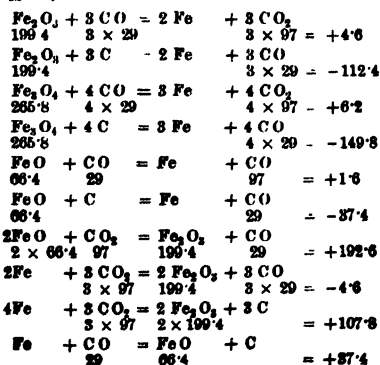 Fe₂O₃ + 3 CO = 2 Fe + 3 CO₂
199·4 3 × 29 3 × 97 = +4·6
Fe₂O₃ + 3 C - 2 Fe + 3 CO
199·4 3 × 29 - -112·4
Fe₃O₄ + 4 CO = 3 Fe + 4 CO₂
265·8 4 × 29 4 × 97 - +6·2
Fe₃O₄ + 4 C = 3 Fe + 4 CO
265·8 4 × 29 - -149·8
FeO + CO = Fe + CO
66·4 29 97 = +1·6
FeO + C = Fe + CO
66·4 29 - -37·4
2FeO + CO₂ = Fe₂O₃ + CO
2 × 66·4 97 199·4 29 = +192·6
2Fe + 3 CO₂ = 2 Fe₂O₃ + 3 CO
3 × 97 199·4 3 × 29 = -4·6
4Fe + 3 CO₂ = 2 Fe₂O₃ + 3 C
3 × 97 2 × 199·4 = +107·8
Fe + CO = FeO + C
29 66·4 = +37·4